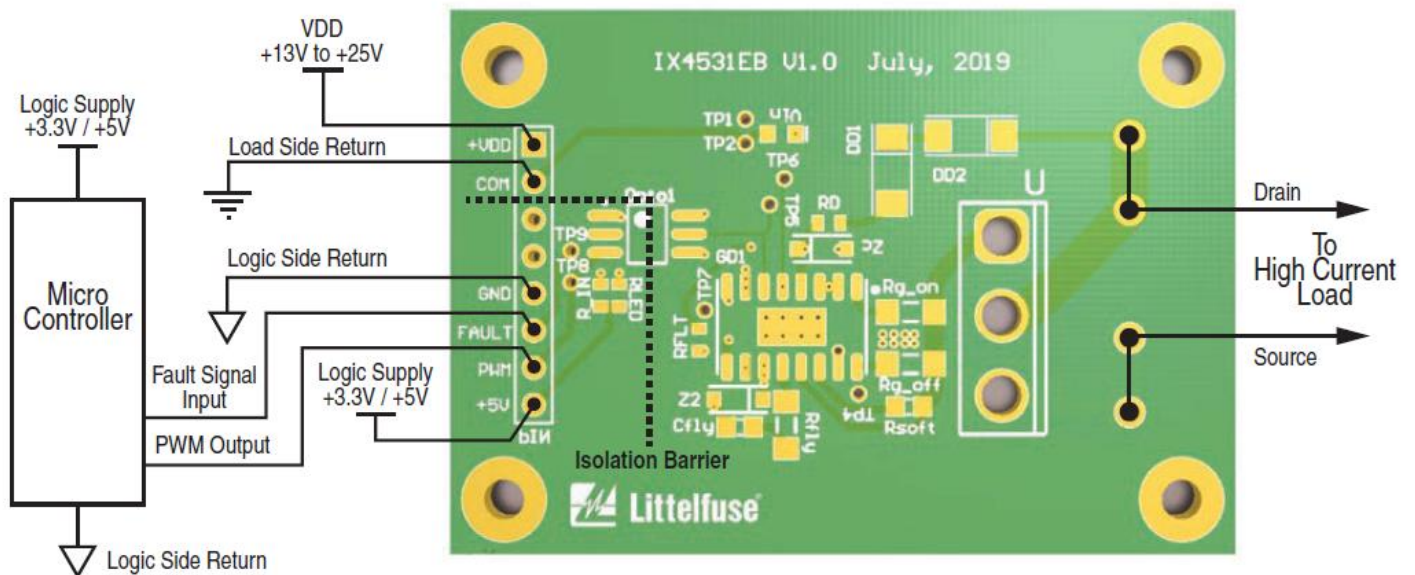 VDD
+13V to +25V
Logic Supply
+3.3V / +5V
Load Side Return
Logic Side Return
Micro
Controller
Fault Signal
Input
PWM Output
Logic Supply
+3.3V / +5V
Logic Side Return
IX4531EB V1.0 July, 2019
+VDD
COM
GND
FAULT
PWM
+5V
PIN
Opto1
TP9
TP8
R_IN
RLED
TP1
TP2
TP6
TP5
DD1
DD2
RD
GD1
TP7
RFLT
Z2
Cfly
Rfly
Rg_on
Rg_off
Rsoft
TP4
U
Isolation Barrier
Littelfuse
Drain
To
High Current
Load
Source